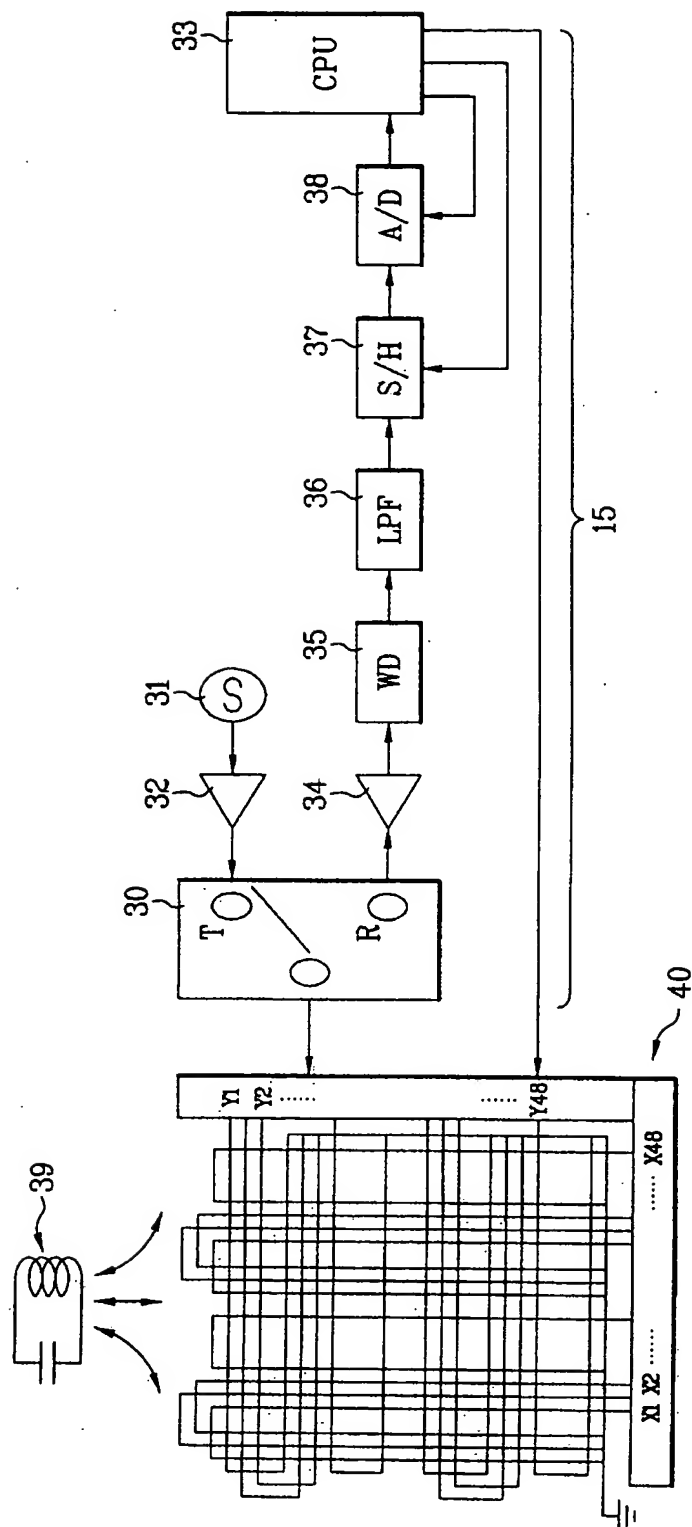 39
30
T
R
32
31
S
34
35
WD
36
LPF
37
S/H
38
A/D
33
CPU
15
40
Y1
Y2
......
......
Y48
X1 X2 ...... ...... X48